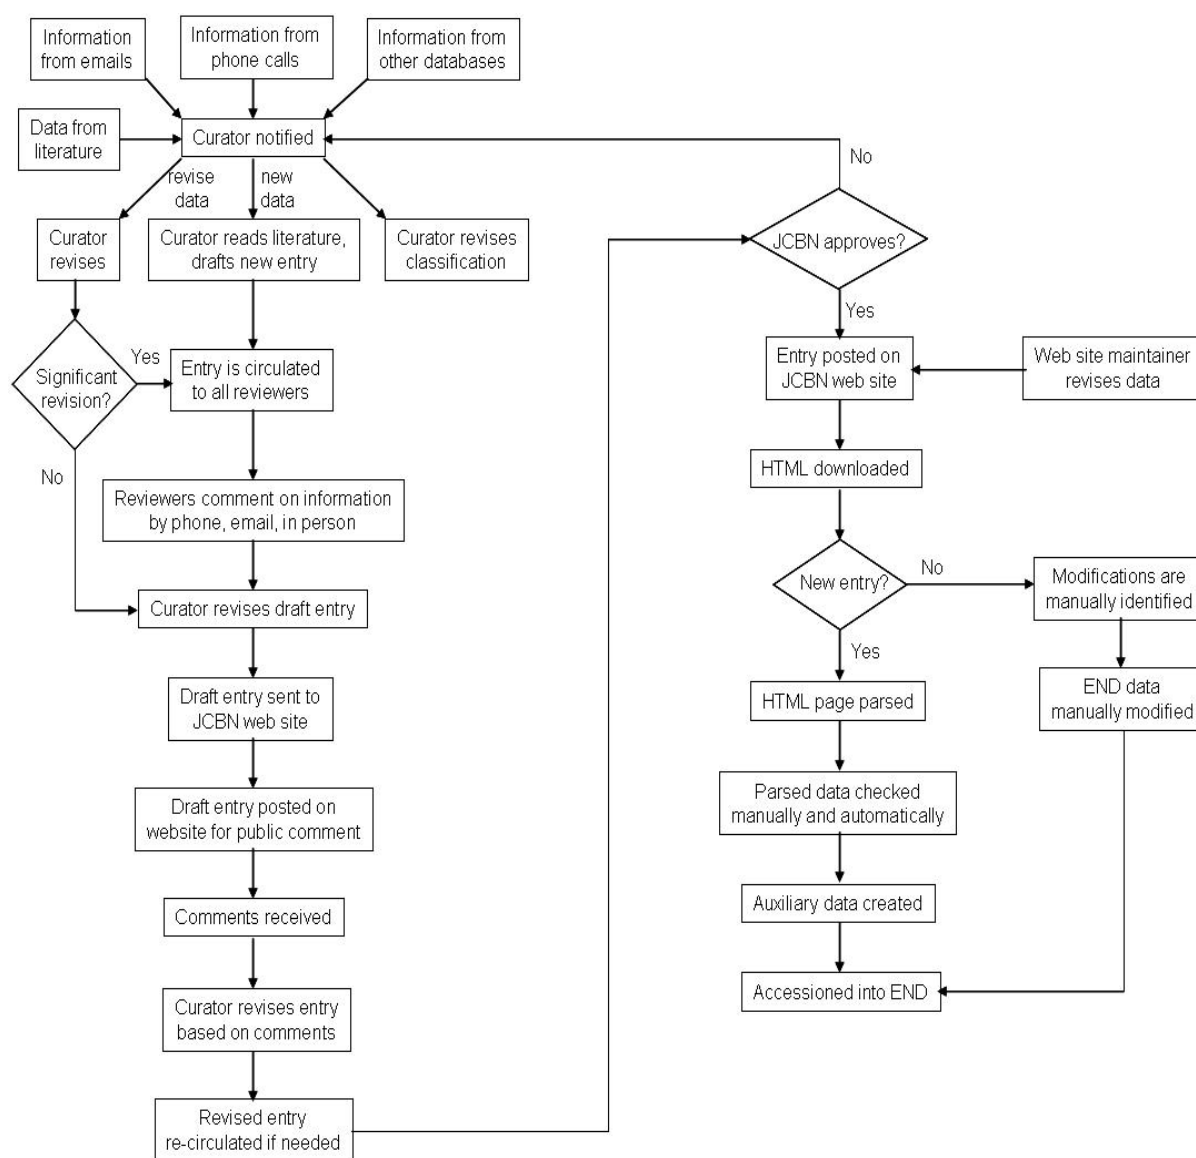 Information
from emails
Information from
phone calls
Information from
other databases
Data from
literature
Curator notified
revise
data
new
data
Curator
revises
Curator reads literature,
drafts new entry
Curator revises
classification
Significant
revision?
Yes
No
Entry is circulated
to all reviewers
Reviewers comment on information
by phone, email, in person
Curator revises draft entry
Draft entry sent to
JCBN web site
Draft entry posted on
website for public comment
Comments received
Curator revises entry
based on comments
Revised entry
re-circulated if needed
JCBN approves?
No
Yes
Entry posted on
JCBN web site
Web site maintainer
revises data
HTML downloaded
New entry?
No
Yes
Modifications are
manually identified
END data
manually modified
HTML page parsed
Parsed data checked
manually and automatically
Auxiliary data created
Accessioned into END